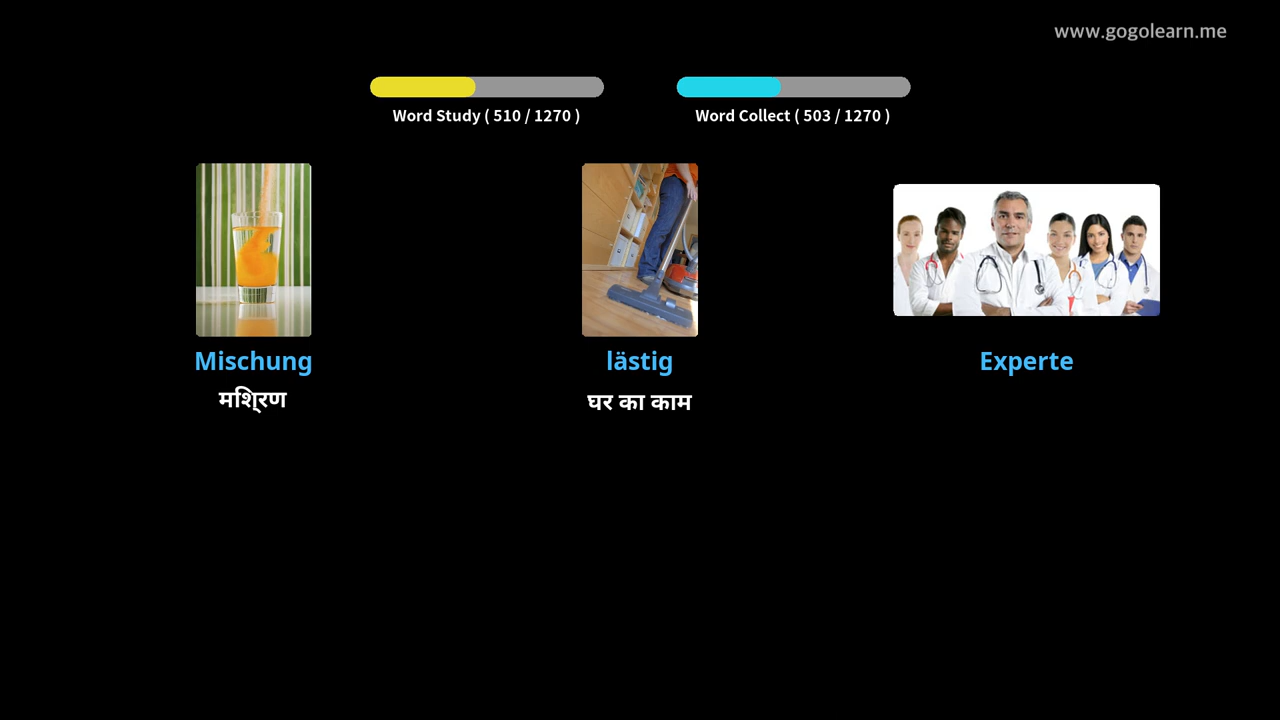 www.gogolearn.me
Word Study ( 510 / 1270 )
Word Collect ( 503 / 1270 )
Mischung
lästig
Experte
मिश्रण
घर का काम